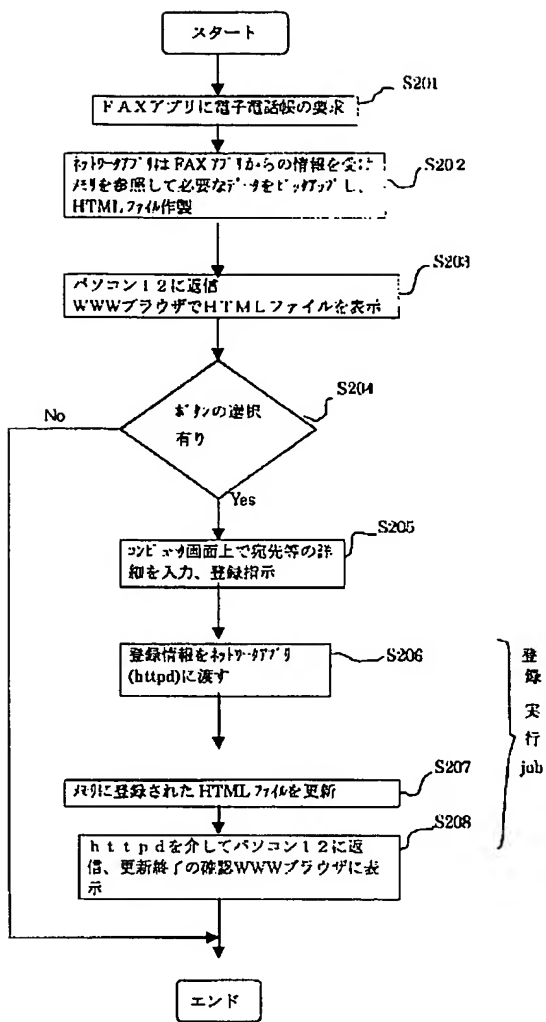 スタート
S201
FAXアプリに電子電話帳の要求
S202
ネットワークアプリはFAXアプリからの情報を受け
メモリを参照して必要なデータをピックアップし、
HTMLファイル作製
S203
パソコン12に返信
WWWブラウザでHTMLファイルを表示
S204
No
ボタンの選択
有り
Yes
S205
コンピュータ画面上で宛先等の詳
細を入力、登録指示
S206
登録情報をネットワークアプリ
(httpd)に渡す
登
録
実
行
job
S207
メモリに登録された HTML ファイルを更新
S208
httpdを介してパソコン12に返
信、更新終了の確認WWWブラウザに表
示
エンド